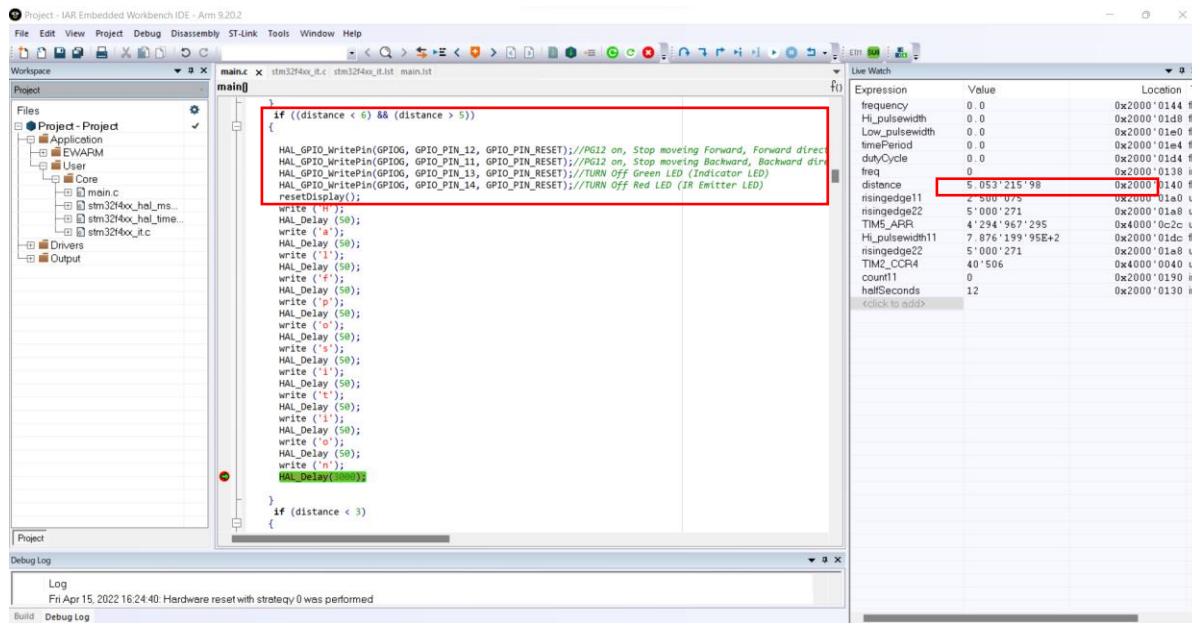 Project - IAR Embedded Workbench IDE - Arm 9.20.2
File Edit View Project Debug Disassembly ST-Link Tools Window Help
Workspace
Project
Files
Project - Project
Application
EWARM
User
Core
main.c
stm32f4xx_hal_ms...
stm32f4xx_hal_time...
stm32f4xx_it.c
Drivers
Output
Project
main.c x stm32f4xx_it.c stm32f4xx_it.lst main.lst
main()
}
if ((distance < 6) && (distance > 5))
{
HAL_GPIO_WritePin(GPIOG, GPIO_PIN_12, GPIO_PIN_RESET);//PG12 on, Stop moveing Forward, Forward direct
HAL_GPIO_WritePin(GPIOG, GPIO_PIN_11, GPIO_PIN_RESET);//PG12 on, Stop moveing Backward, Backward dire
HAL_GPIO_WritePin(GPIOG, GPIO_PIN_13, GPIO_PIN_RESET);//TURN Off Green LED (Indicator LED)
HAL_GPIO_WritePin(GPIOG, GPIO_PIN_14, GPIO_PIN_RESET);//TURN Off Red LED (IR Emitter LED)
resetDisplay();
write ('H');
HAL_Delay (50);
write ('a');
HAL_Delay (50);
write ('l');
HAL_Delay (50);
write ('f');
HAL_Delay (50);
write ('p');
HAL_Delay (50);
write ('o');
HAL_Delay (50);
write ('s');
HAL_Delay (50);
write ('i');
HAL_Delay (50);
write ('t');
HAL_Delay (50);
write ('i');
HAL_Delay (50);
write ('o');
HAL_Delay (50);
write ('n');
HAL_Delay(3000);
}
if (distance < 3)
{
Live Watch
Expression Value Location
frequency 0.0 0x2000'0144 f
Hi_pulsewidth 0.0 0x2000'01d8 f
Low_pulsewidth 0.0 0x2000'01e0 f
timePeriod 0.0 0x2000'01e4 f
dutyCycle 0.0 0x2000'01d4 f
freq 0 0x2000'0138 i
distance 5.053'215'98 0x2000'0140 f
risingedge11 2'500'075 0x2000'01a0 u
risingedge22 5'000'271 0x2000'01a8 u
TIM5_ARR 4'294'967'295 0x4000'0c2c u
Hi_pulsewidth11 7.876'199'95E+2 0x2000'01dc f
risingedge22 5'000'271 0x2000'01a8 u
TIM2_CCR4 40'506 0x4000'0040 u
count11 0 0x2000'0190 i
halfSeconds 12 0x2000'0130 i
<click to add>
Debug Log
Log
Fri Apr 15, 2022 16:24:40: Hardware reset with strategy 0 was performed
Build Debug Log